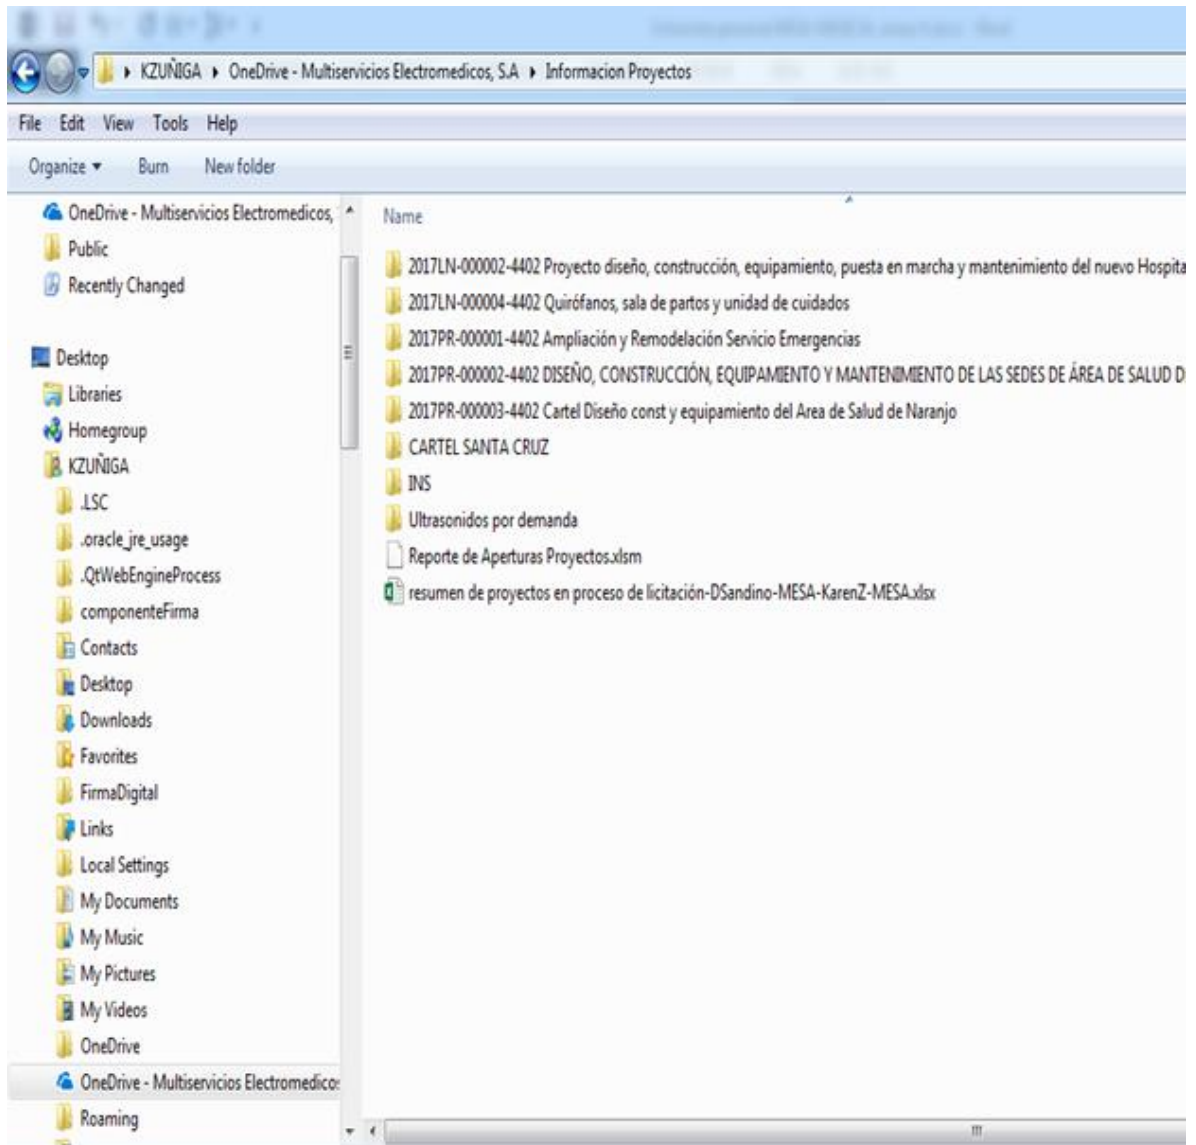 KZUÑIGA OneDrive - Multiservicios Electromedicos, S.A Informacion Proyectos
File Edit View Tools Help
Organize Burn New folder
OneDrive - Multiservicios Electromedicos,
Public
Recently Changed
Desktop
Libraries
Homegroup
KZUÑIGA
.LSC
.oracle_jre_usage
.QtWebEngineProcess
componenteFirma
Contacts
Desktop
Downloads
Favorites
FirmaDigital
Links
Local Settings
My Documents
My Music
My Pictures
My Videos
OneDrive
OneDrive - Multiservicios Electromedicos
Roaming
Name
2017LN-000002-4402 Proyecto diseño, construcción, equipamiento, puesta en marcha y mantenimiento del nuevo Hospita
2017LN-000004-4402 Quirófanos, sala de partos y unidad de cuidados
2017PR-000001-4402 Ampliación y Remodelación Servicio Emergencias
2017PR-000002-4402 DISEÑO, CONSTRUCCIÓN, EQUIPAMIENTO Y MANTENIMIENTO DE LAS SEDES DE ÁREA DE SALUD D
2017PR-000003-4402 Cartel Diseño const y equipamiento del Area de Salud de Naranjo
CARTEL SANTA CRUZ
INS
Ultrasonidos por demanda
Reporte de Aperturas Proyectos.xlsm
resumen de proyectos en proceso de licitación-DSandino-MESA-KarenZ-MESA.xlsx